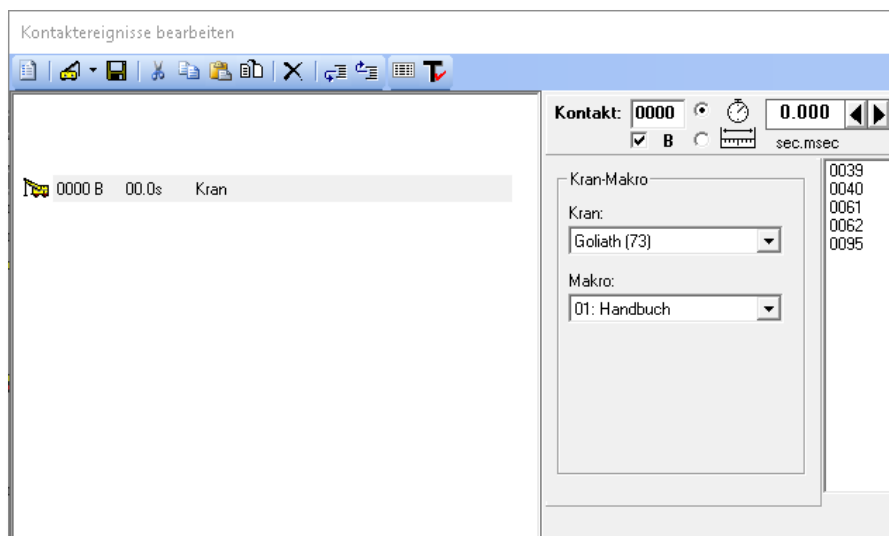 Kontaktereignisse bearbeiten
Kontakt: 0000 0.000
B sec.msec
0000 B 00.0s Kran
Kran-Makro
Kran:
Goliath (73)
Makro:
01: Handbuch
0039
0040
0061
0062
0095